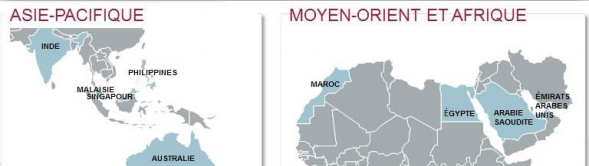 ASIE-PACIFIQUE
INDE
PHILIPPINES
MALAISIE
SINGAPOUR
AUSTRALIE
MOYEN-ORIENT ET AFRIQUE
MAROC
ÉGYPTE
ARABIE
SAOUDITE
ÉMIRATS
ARABES
UNIS